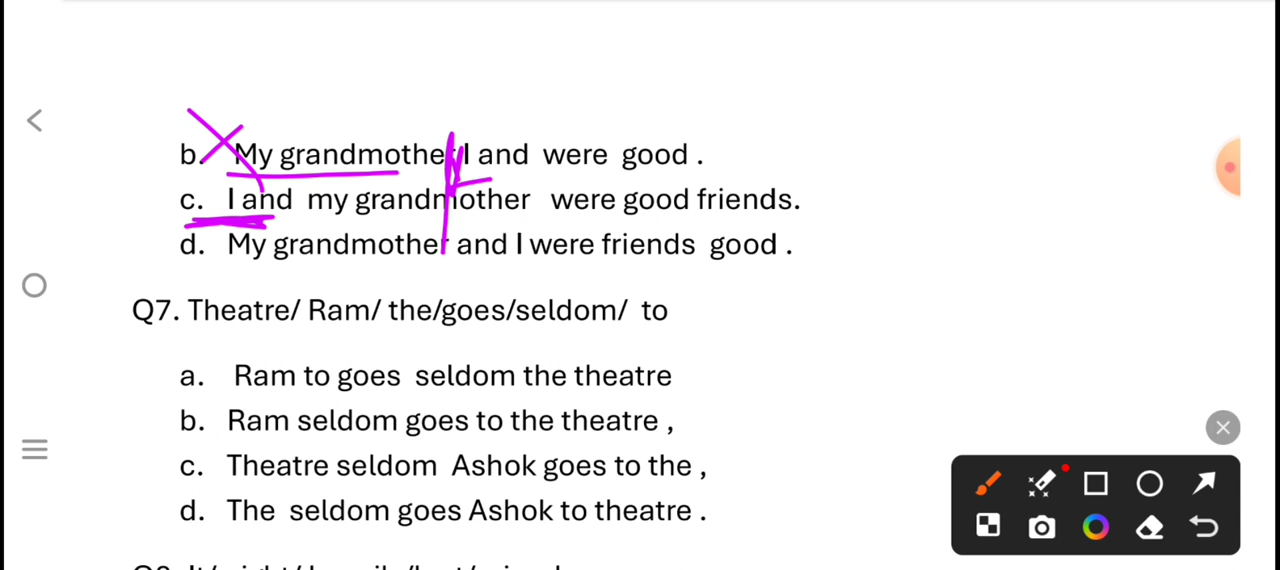 b. My grandmother I and were good .
c. I and my grandmother were good friends.
d. My grandmother and I were friends good .
Q7. Theatre/ Ram/ the/goes/seldom/ to
a. Ram to goes seldom the theatre
b. Ram seldom goes to the theatre ,
c. Theatre seldom Ashok goes to the ,
d. The seldom goes Ashok to theatre .